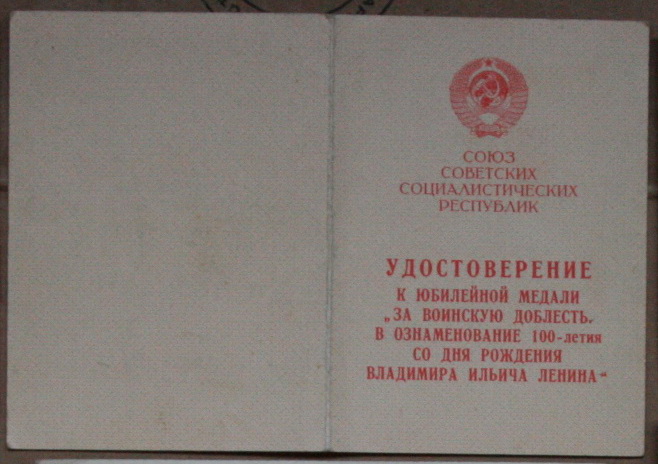 СОЮЗ
СОВЕТСКИХ
СОЦИАЛИСТИЧЕСКИХ
РЕСПУБЛИК
УДОСТОВЕРЕНИЕ
К ЮБИЛЕЙНОЙ МЕДАЛИ
„ЗА ВОИНСКУЮ ДОБЛЕСТЬ.
В ОЗНАМЕНОВАНИЕ 100-летия
СО ДНЯ РОЖДЕНИЯ
ВЛАДИМИРА ИЛЬИЧА ЛЕНИНА“